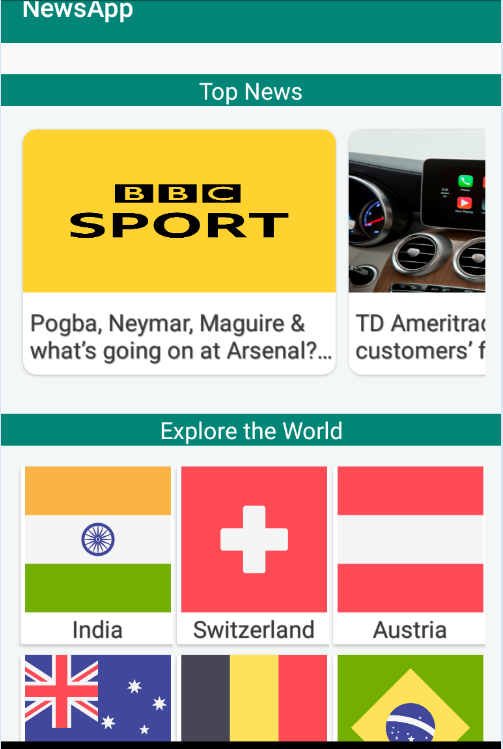 NewsApp
Top News
BBC
SPORT
Pogba, Neymar, Maguire &
what's going on at Arsenal?...
TD Ameritrad
customers' f
Explore the World
India
Switzerland
Austria